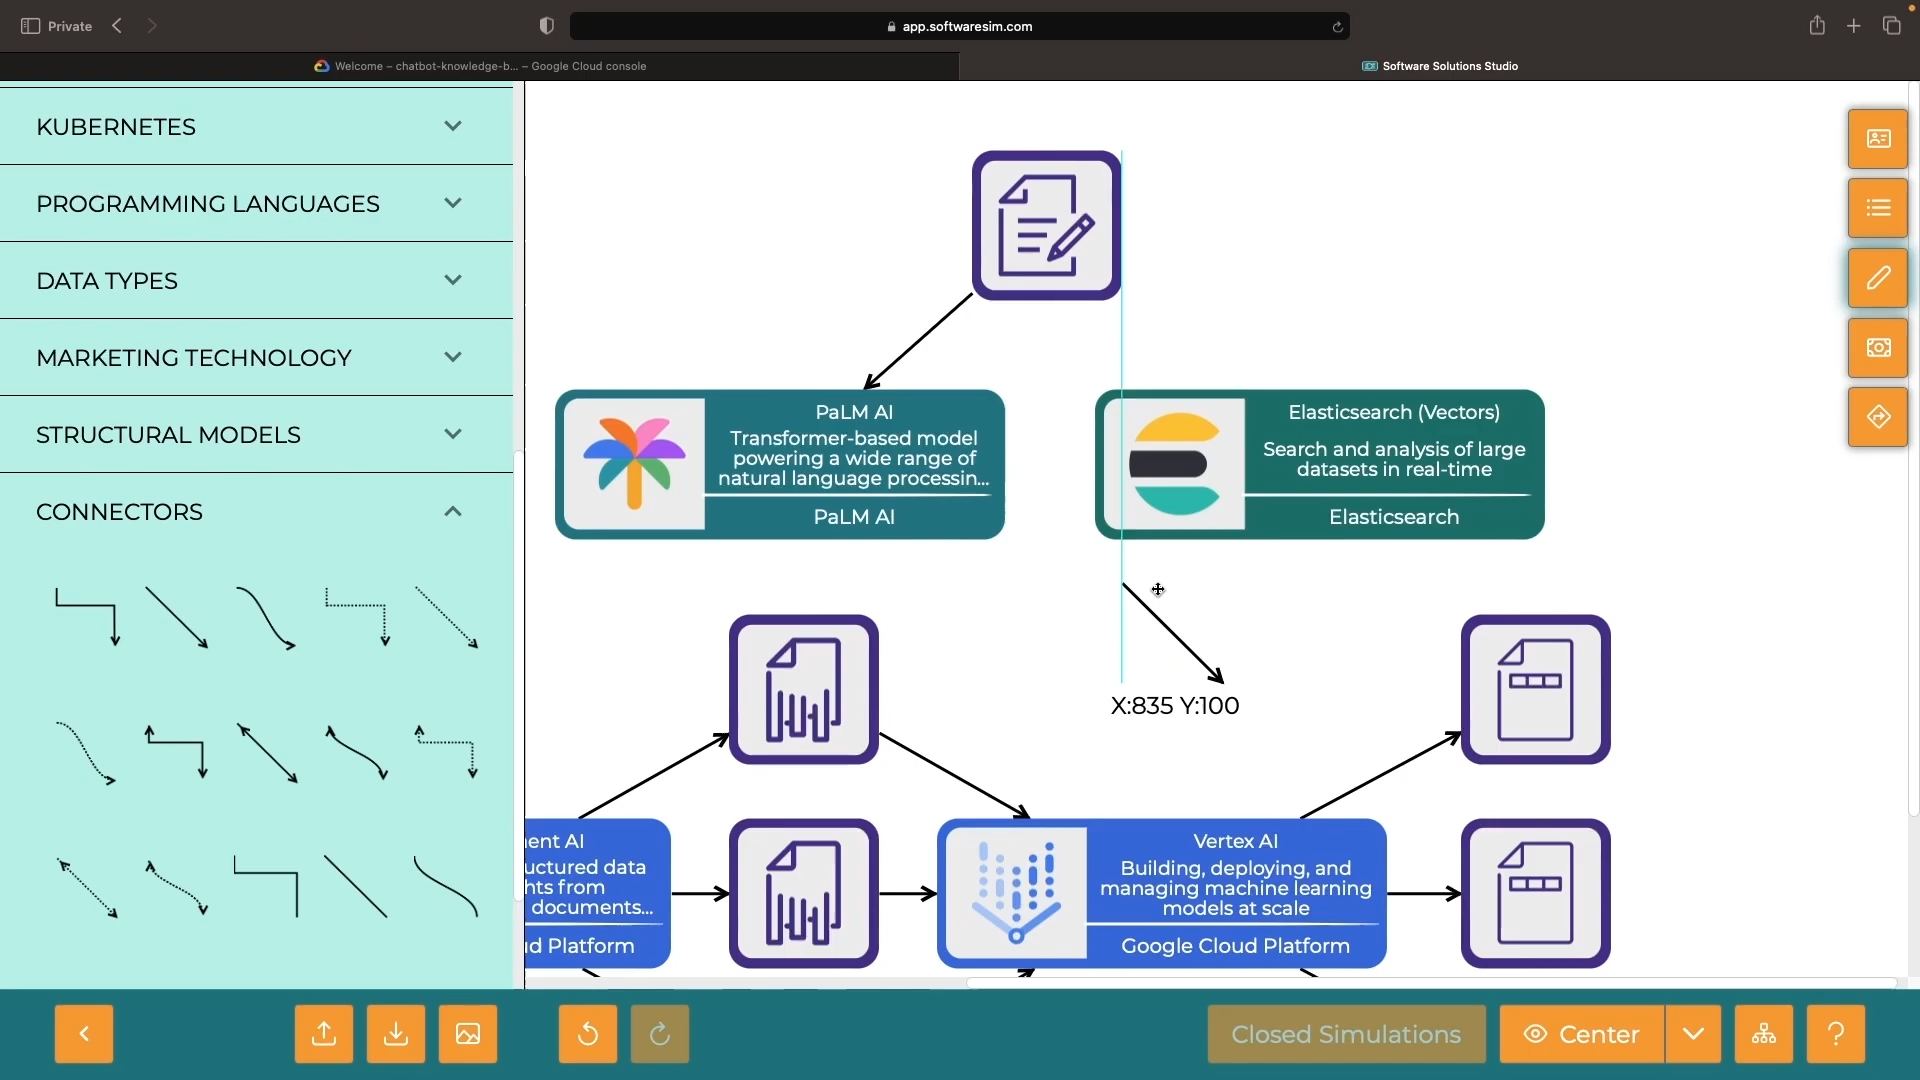 Private
app.softwaresim.com
Welcome – chatbot-knowledge-b... – Google Cloud console
Software Solutions Studio
KUBERNETES
PROGRAMMING LANGUAGES
DATA TYPES
MARKETING TECHNOLOGY
STRUCTURAL MODELS
CONNECTORS
PaLM AI
Transformer-based model
powering a wide range of
natural language processin...
PaLM AI
Elasticsearch (Vectors)
Search and analysis of large
datasets in real-time
Elasticsearch
X:835 Y:100
ent AI
uctured data
hts from
documents...
ud Platform
Vertex AI
Building, deploying, and
managing machine learning
models at scale
Google Cloud Platform
Closed Simulations
Center
?